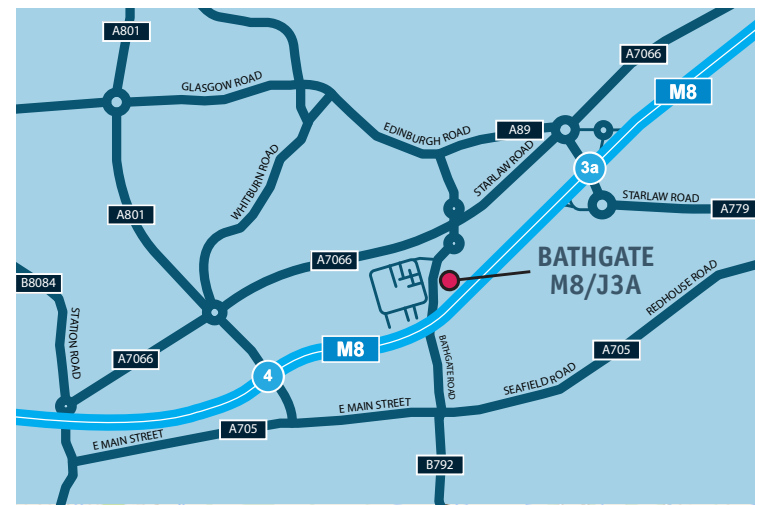 A801
A7066
GLASGOW ROAD
M8
EDINBURGH ROAD
A89
STARLAW ROAD
3a
WHITBURN ROAD
STARLAW ROAD
A779
A801
A7066
BATHGATE
M8/J3A
B8084
REDHOUSE ROAD
STATION ROAD
A7066
M8
BATHGATE ROAD
A705
4
SEAFIELD ROAD
E MAIN STREET
A705
E MAIN STREET
B792